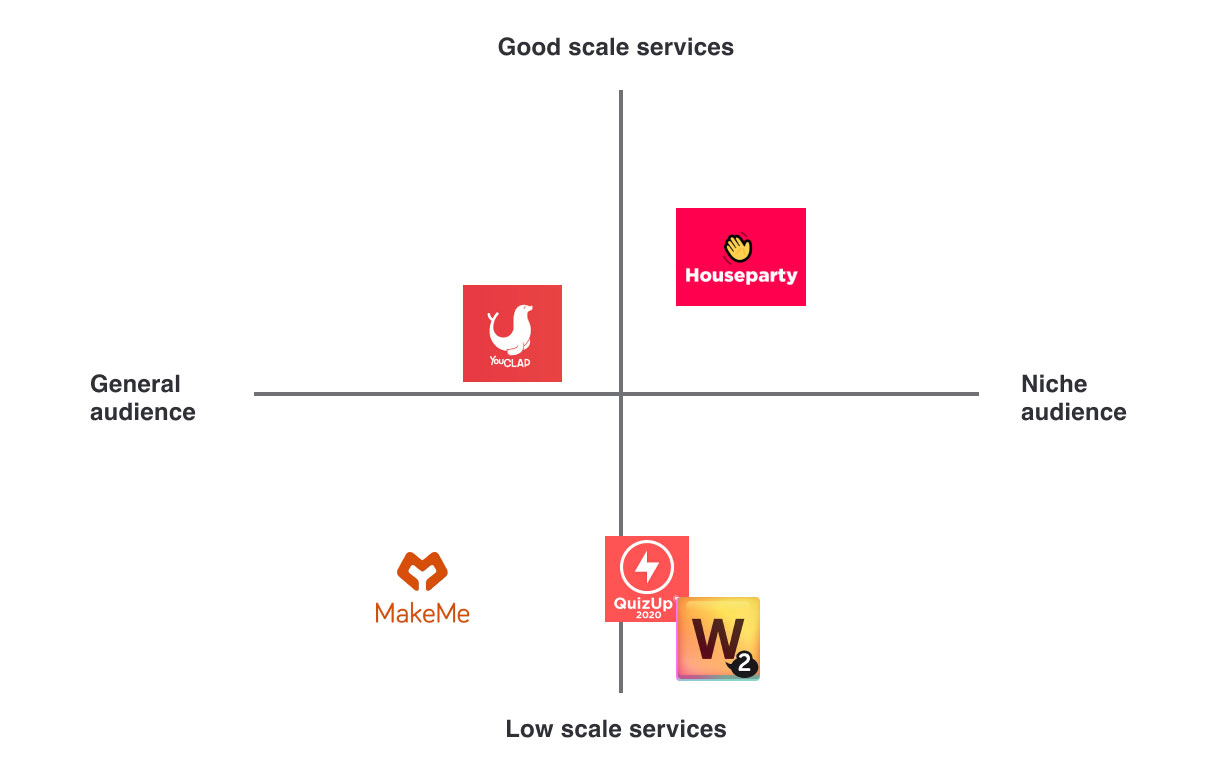 Good scale services
Houseparty
YouCLAP
General
audience
Niche
audience
MakeMe
QuizUp
2020
W
2
Low scale services